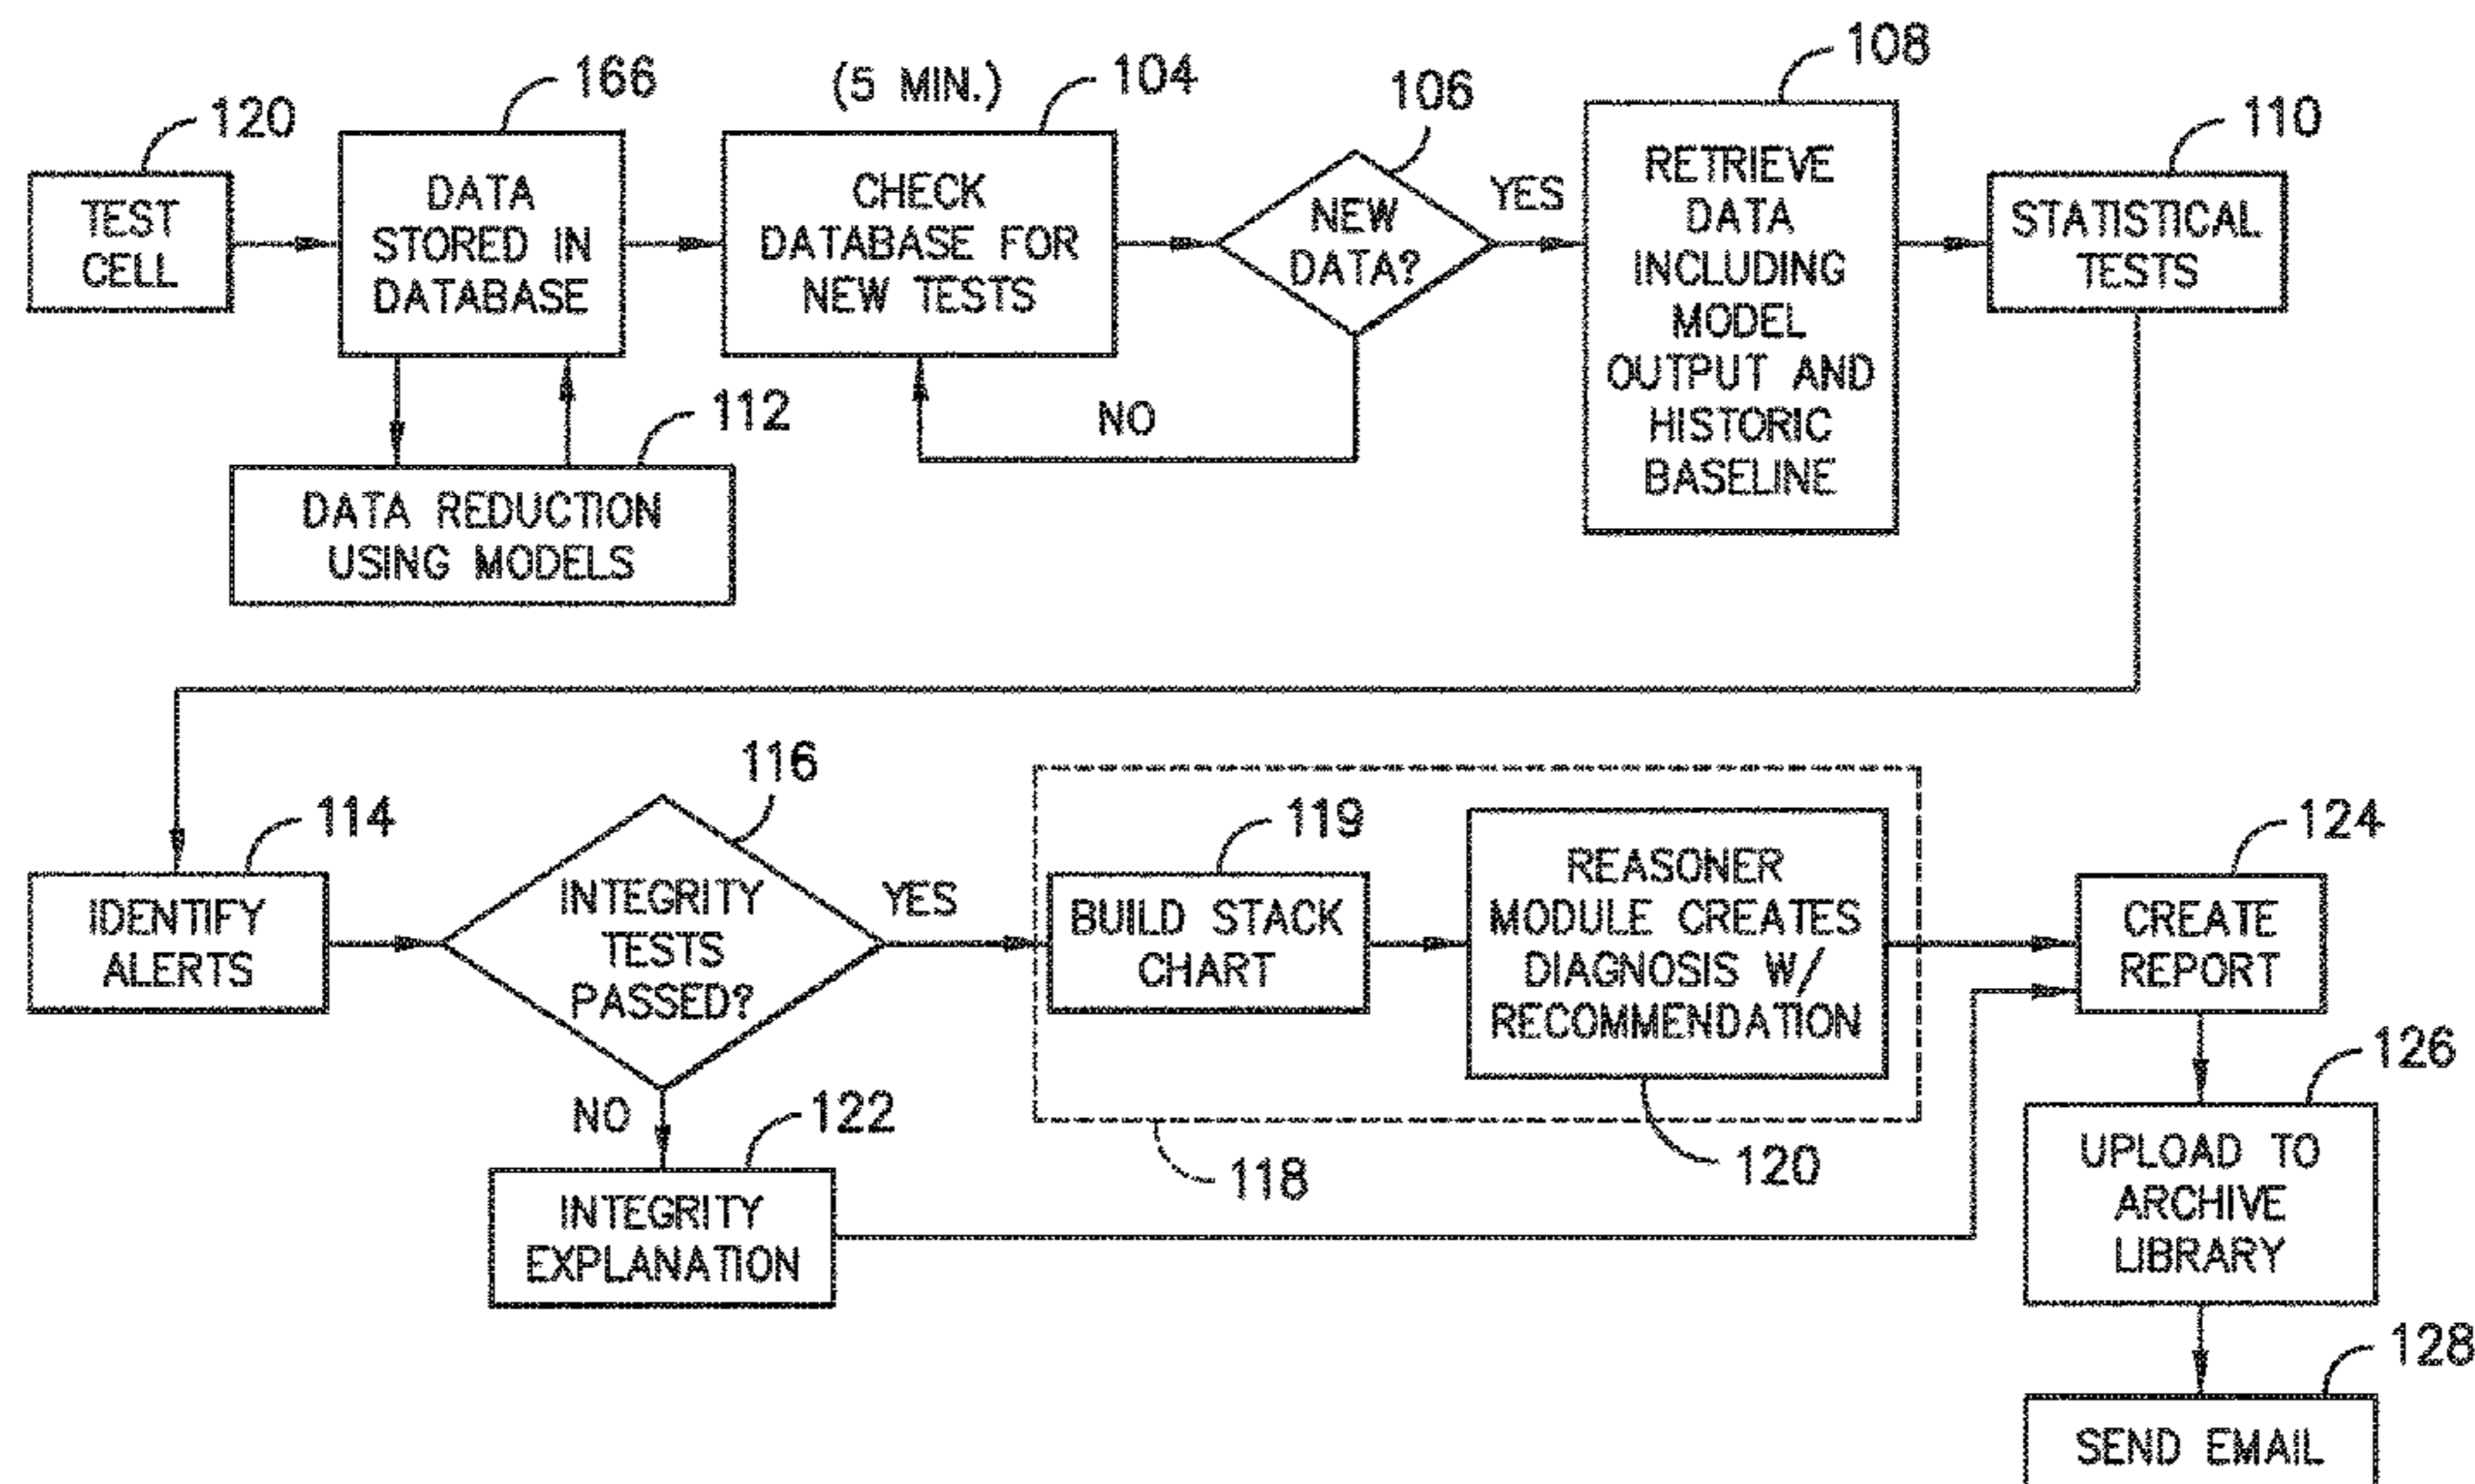 120
TEST
CELL
166
DATA
STORED IN
DATABASE
(5 MIN.)
104
CHECK
DATABASE FOR
NEW TESTS
106
NEW
DATA?
YES
NO
108
RETRIEVE
DATA
INCLUDING
MODEL
OUTPUT AND
HISTORIC
BASELINE
110
STATISTICAL
TESTS
112
DATA REDUCTION
USING MODELS
114
IDENTIFY
ALERTS
116
INTEGRITY
TESTS
PASSED?
YES
NO
119
BUILD STACK
CHART
REASONER
MODULE CREATES
DIAGNOSIS W/
RECOMMENDATION
120
118
122
INTEGRITY
EXPLANATION
124
CREATE
REPORT
126
UPLOAD TO
ARCHIVE
LIBRARY
128
SEND EMAIL